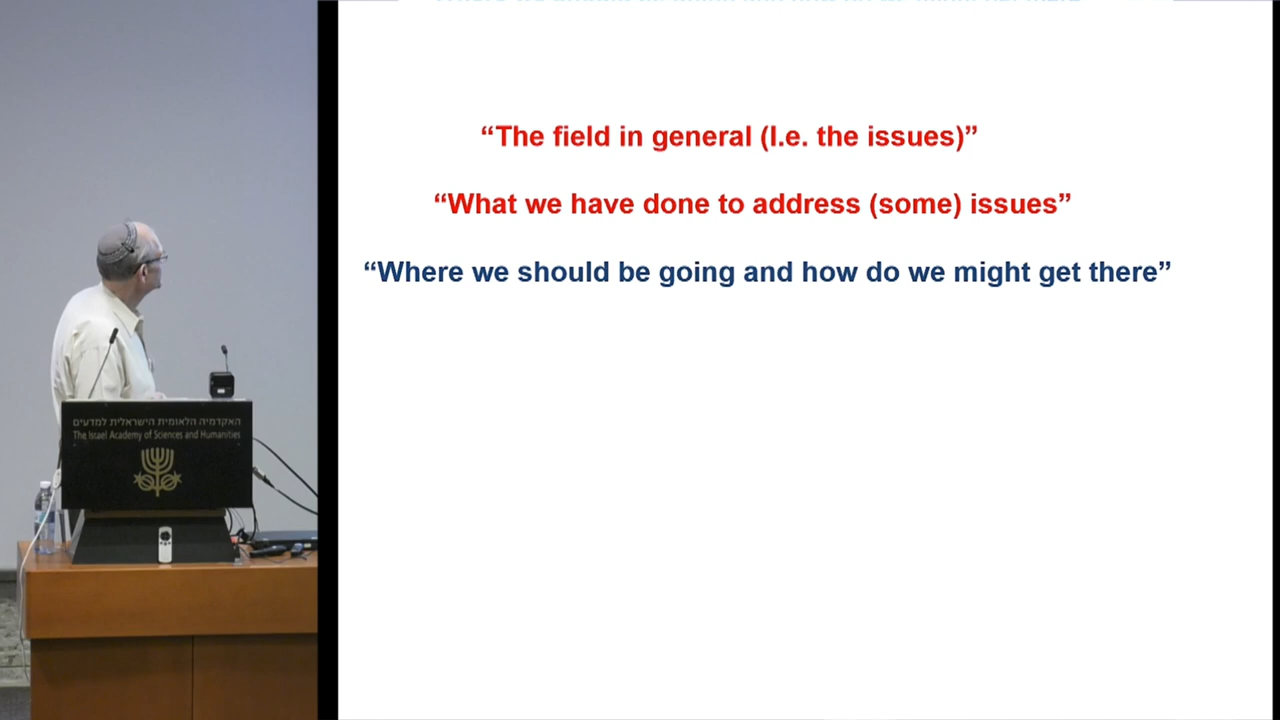 “The field in general (I.e. the issues)”
“What we have done to address (some) issues”
“Where we should be going and how do we might get there”
האקדמיה הלאומית הישראלית למדעים
The Israel Academy of Sciences and Humanities